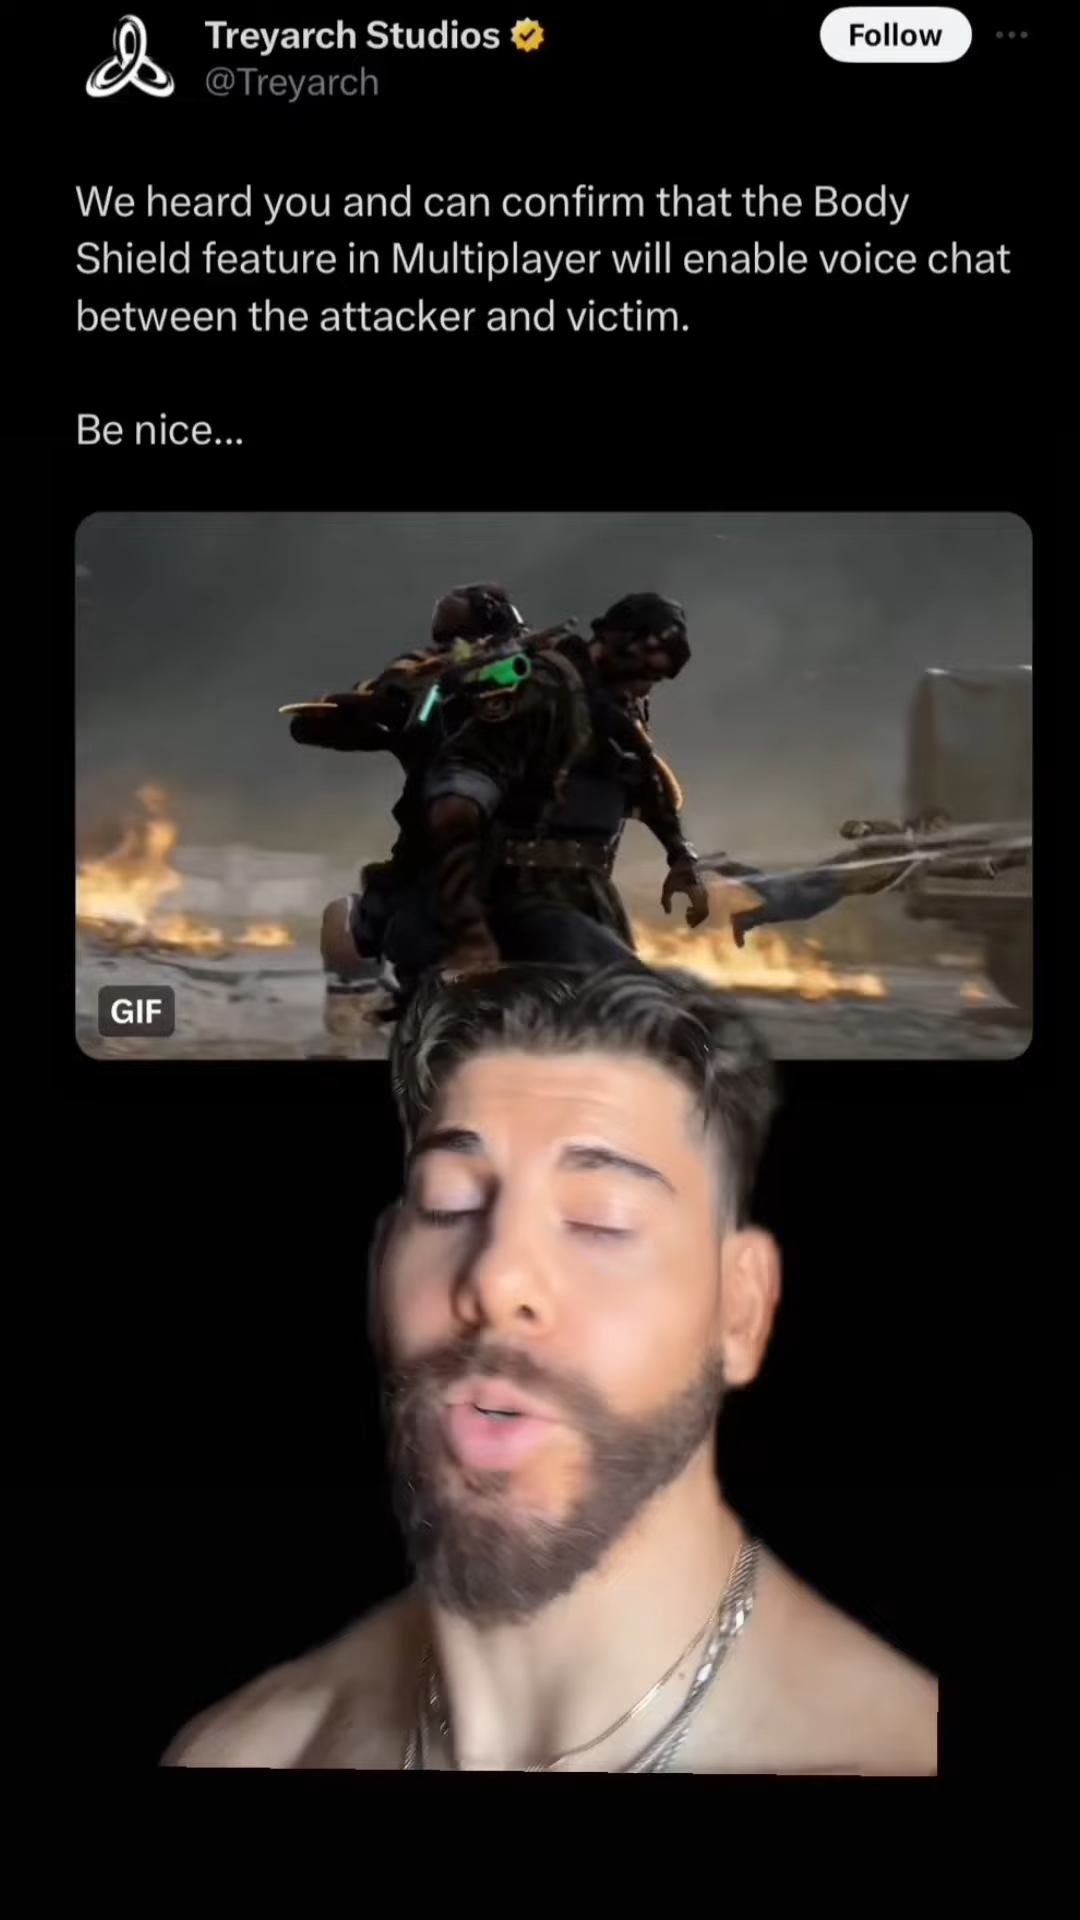 Treyarch Studios
Follow
@Treyarch
We heard you and can confirm that the Body
Shield feature in Multiplayer will enable voice chat
between the attacker and victim.
Be nice...
GIF